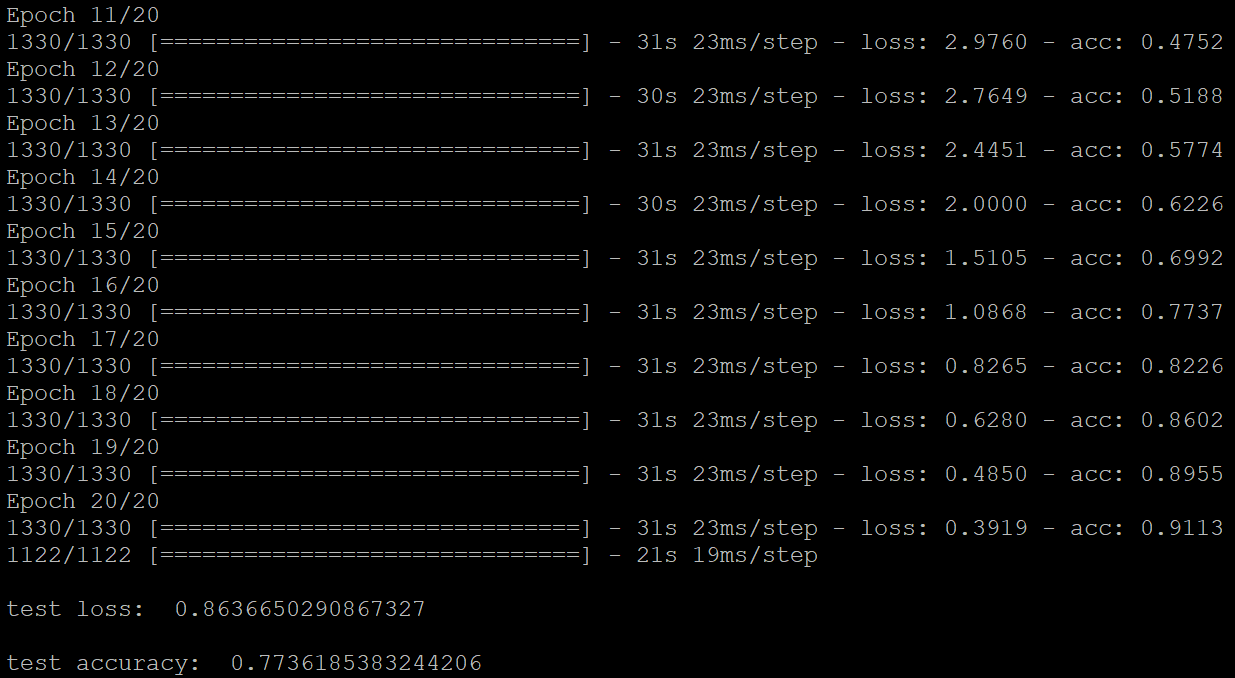 Epoch 11/20
1330/1330 [==============================] - 31s 23ms/step - loss: 2.9760 - acc: 0.4752
Epoch 12/20
1330/1330 [==============================] - 30s 23ms/step - loss: 2.7649 - acc: 0.5188
Epoch 13/20
1330/1330 [==============================] - 31s 23ms/step - loss: 2.4451 - acc: 0.5774
Epoch 14/20
1330/1330 [==============================] - 30s 23ms/step - loss: 2.0000 - acc: 0.6226
Epoch 15/20
1330/1330 [==============================] - 31s 23ms/step - loss: 1.5105 - acc: 0.6992
Epoch 16/20
1330/1330 [==============================] - 31s 23ms/step - loss: 1.0868 - acc: 0.7737
Epoch 17/20
1330/1330 [==============================] - 31s 23ms/step - loss: 0.8265 - acc: 0.8226
Epoch 18/20
1330/1330 [==============================] - 31s 23ms/step - loss: 0.6280 - acc: 0.8602
Epoch 19/20
1330/1330 [==============================] - 31s 23ms/step - loss: 0.4850 - acc: 0.8955
Epoch 20/20
1330/1330 [==============================] - 31s 23ms/step - loss: 0.3919 - acc: 0.9113
1122/1122 [==============================] - 21s 19ms/step
test loss:  0.8636650290867327
test accuracy:  0.7736185383244206